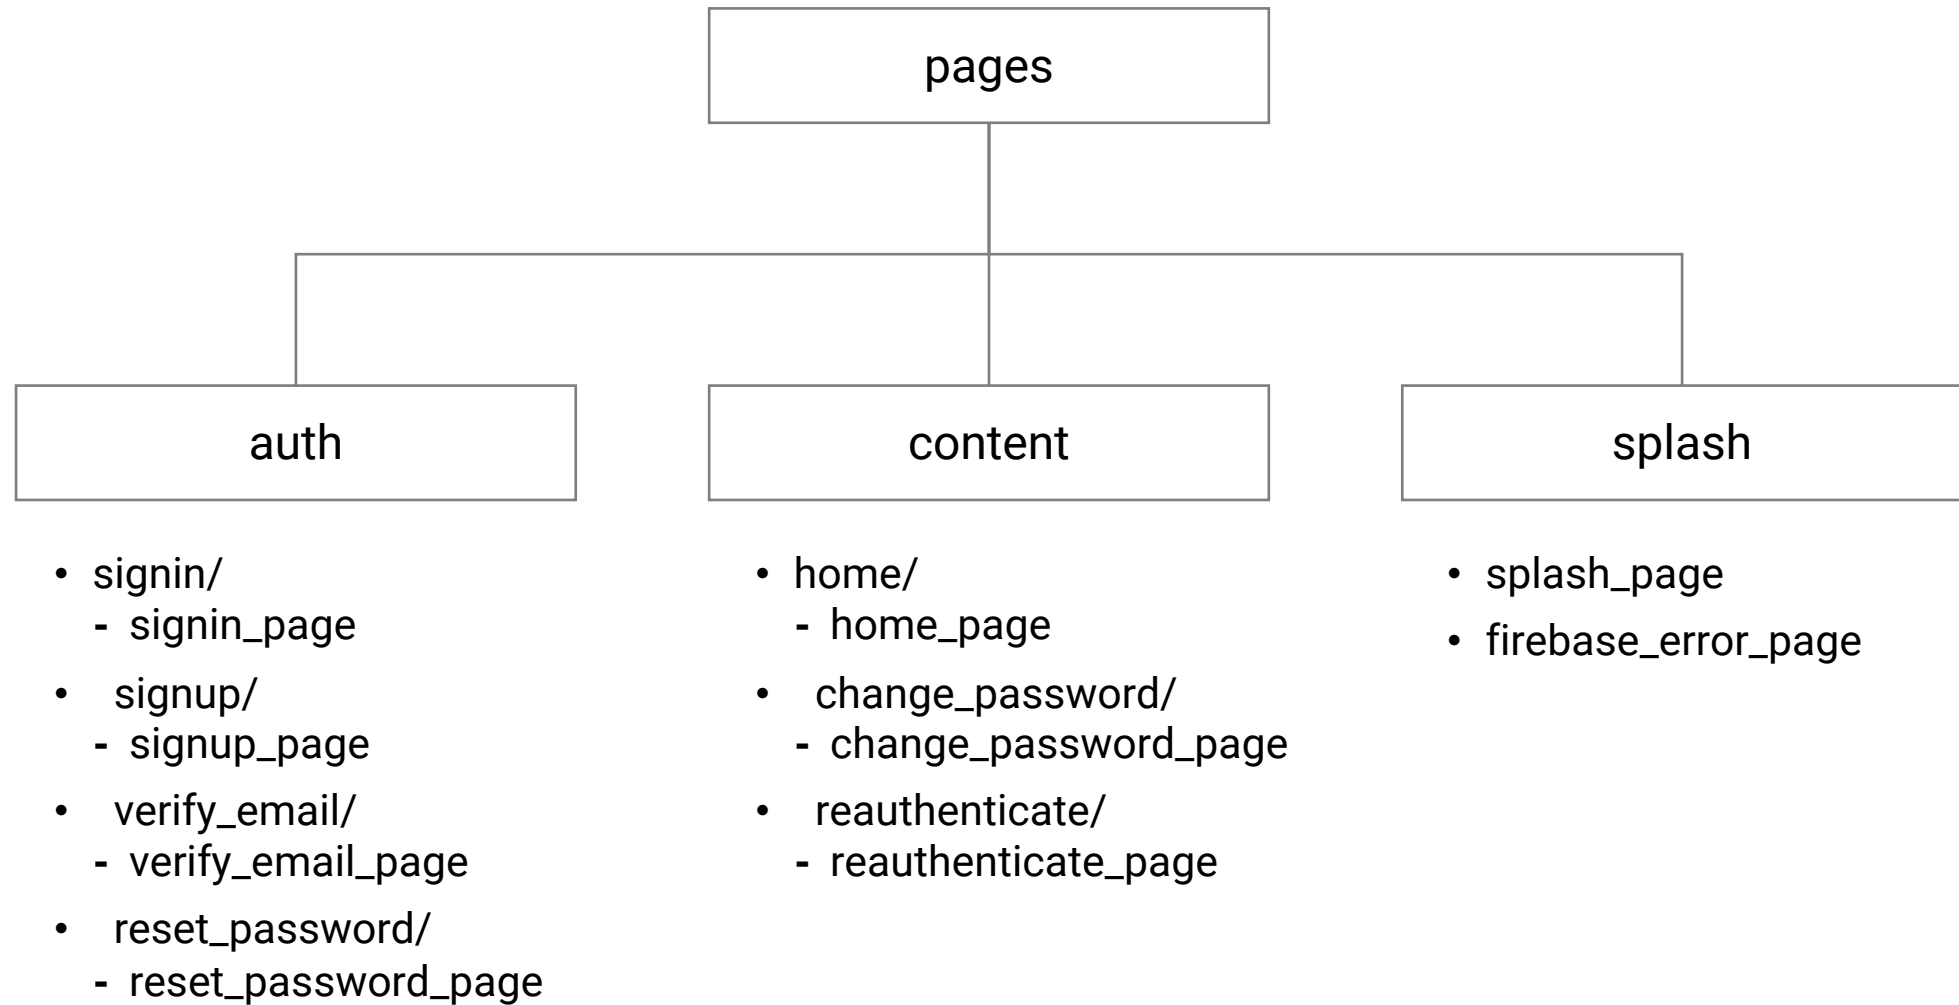 pages
auth
content
splash
• signin/
- signin_page
• signup/
- signup_page
• verify_email/
- verify_email_page
• reset_password/
- reset_password_page
• home/
- home_page
• change_password/
- change_password_page
• reauthenticate/
- reauthenticate_page
• splash_page
• firebase_error_page